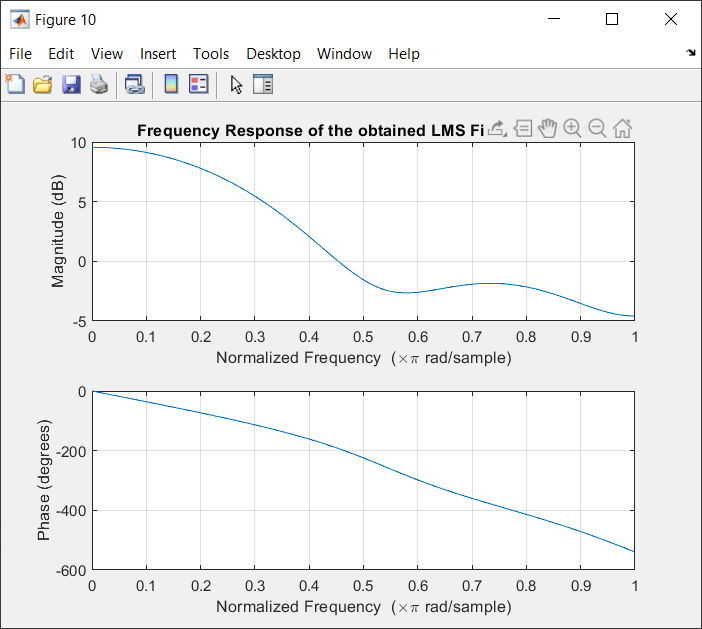 Figure 10
File Edit View Insert Tools Desktop Window Help
Frequency Response of the obtained LMS Fi
10
5
0
-5
Magnitude (dB)
0 0.1 0.2 0.3 0.4 0.5 0.6 0.7 0.8 0.9 1
Normalized Frequency (×π rad/sample)
0
-200
-400
-600
Phase (degrees)
0 0.1 0.2 0.3 0.4 0.5 0.6 0.7 0.8 0.9 1
Normalized Frequency (×π rad/sample)